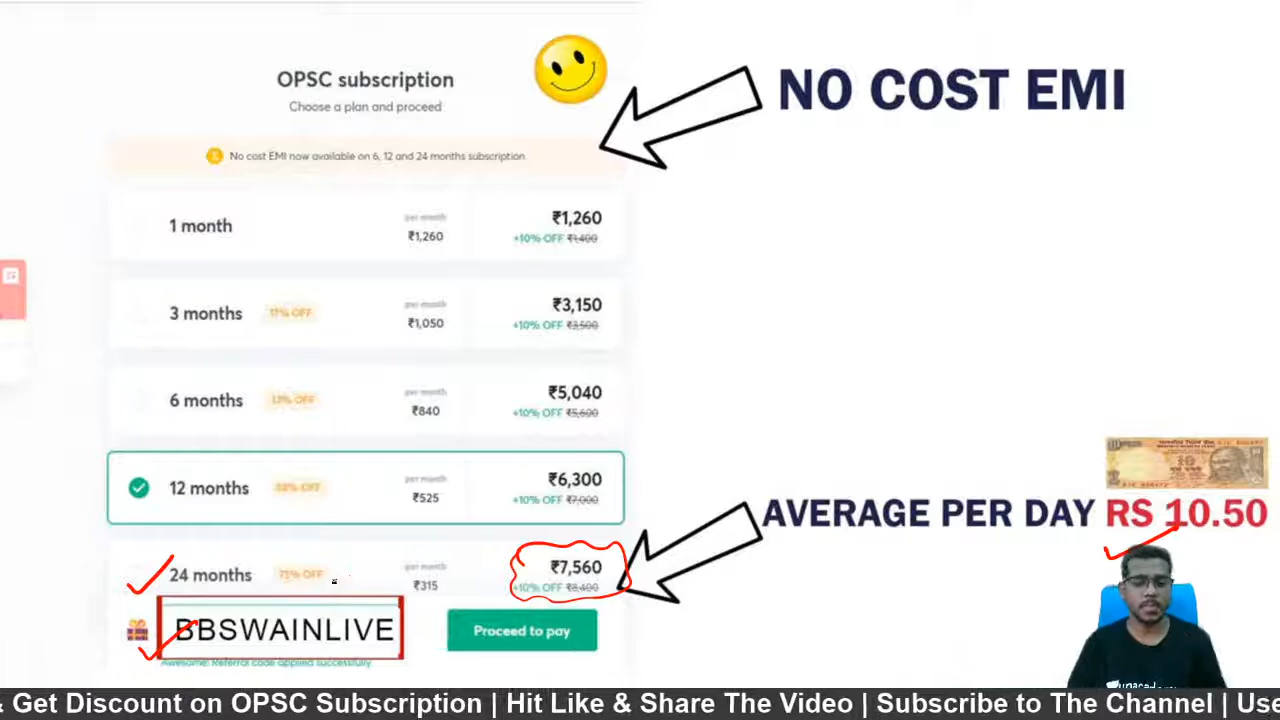 OPSC subscription
Choose a plan and proceed
NO COST EMI
No cost EMI now available on 6, 12 and 24 months subscription
1 month
per month
₹1,260
₹1,260
+10% OFF ₹1,400
3 months
OFF
per month
₹1,050
₹3,150
+10% OFF ₹3,500
6 months
OFF
per month
₹840
₹5,040
+10% OFF ₹5,600
12 months
OFF
per month
₹525
₹6,300
+10% OFF ₹7,000
AVERAGE PER DAY RS 10.50
24 months
75% OFF
₹315
₹7,560
+10% OFF ₹8,400
BBSWAINLIVE
Proceed to pay
Awesome! Referral code applied successfully
& Get Discount on OPSC Subscription | Hit Like & Share The Video | Subscribe to The Channel | Use